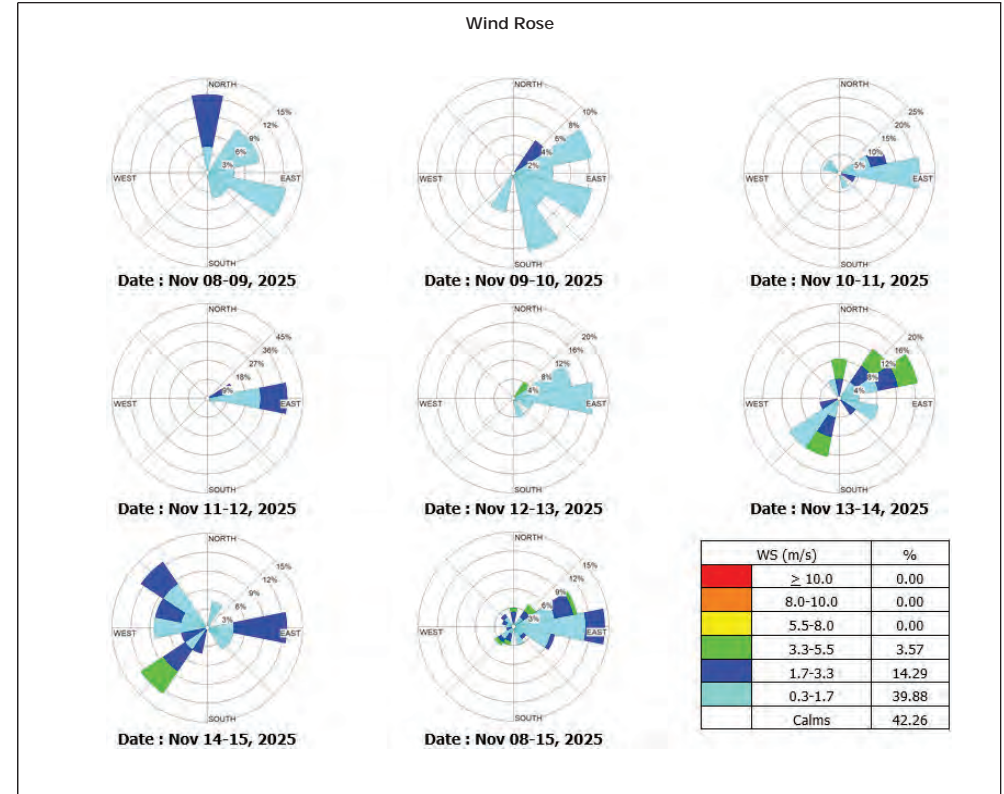 Wind Rose
NORTH
15%
12%
9%
6%
3%
WEST
EAST
SOUTH
Date : Nov 08-09, 2025
NORTH
10%
8%
6%
4%
2%
WEST
EAST
SOUTH
Date : Nov 09-10, 2025
NORTH
25%
20%
15%
10%
5%
WEST
EAST
SOUTH
Date : Nov 10-11, 2025
NORTH
45%
36%
27%
18%
9%
WEST
EAST
SOUTH
Date : Nov 11-12, 2025
NORTH
20%
16%
12%
8%
4%
WEST
EAST
SOUTH
Date : Nov 12-13, 2025
NORTH
20%
16%
12%
8%
4%
WEST
EAST
SOUTH
Date : Nov 13-14, 2025
NORTH
15%
12%
9%
6%
3%
WEST
EAST
SOUTH
Date : Nov 14-15, 2025
NORTH
15%
12%
9%
6%
3%
WEST
EAST
SOUTH
Date : Nov 08-15, 2025
WS (m/s) %
≥ 10.0 0.00
8.0-10.0 0.00
5.5-8.0 0.00
3.3-5.5 3.57
1.7-3.3 14.29
0.3-1.7 39.88
Calms 42.26